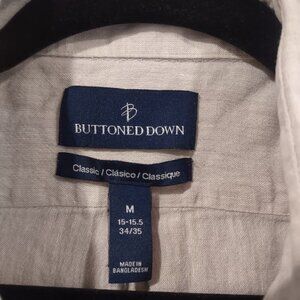 BUTTONED DOWN
Classic / Clásico / Classique
M
15-15.5
34/35
MADE IN
BANGLADESH